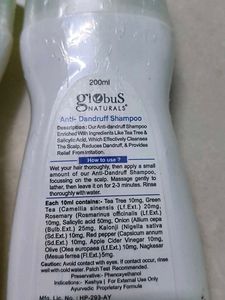 200ml
globus
NATURALS®
Anti- Dandruff Shampoo
Description: Our Anti-dandruff Shampoo
Enriched With Ingredients Like Tea Tree &
Salicylic Acid, Which Effectively Cleanses
The Scalp, Reduces Dandruff, & Provides
Relief From Irritation.
How to use ?
Wet your hair thoroughly, then apply a small
amount of our Anti-Dandruff Shampoo,
focussing on the scalp. Massage gently to
lather, then leave it on for 2-3 minutes. Rinse
thoroughly with water.
Each 10ml contains:- Tea Tree 10mg, Green
Tea (Camellia sinensis (Lf.Ext.) 20mg,
Rosemary (Rosmarinus officinalis (Lf.Ext.)
10mg, Salicylic acid 50mg, Onion (Allium cepa
Bulb.Ext.) 25mg, Kalonji (Nigella sativa
(Sd.Ext.) 10mg, Red pepper (Capsicum annum
(Sd.Ext.) 10mg, Apple Cider Vinegar 10mg,
Olive (Olea europaea (Lf.Ext.) 10mg, Nagkesar
(Mesua ferrea (Fl.Ext.) 5mg.
Caution: Avoid contact with eyes. If contact occur, rinse
well with cold water. Patch Test Recommended.
Preservative:- Phenoxyethanol
Indications:- Keshya | For External Use Only
Ayurvedic Proprietary Formula
Mfg. Lic. No.: HP-293-AY